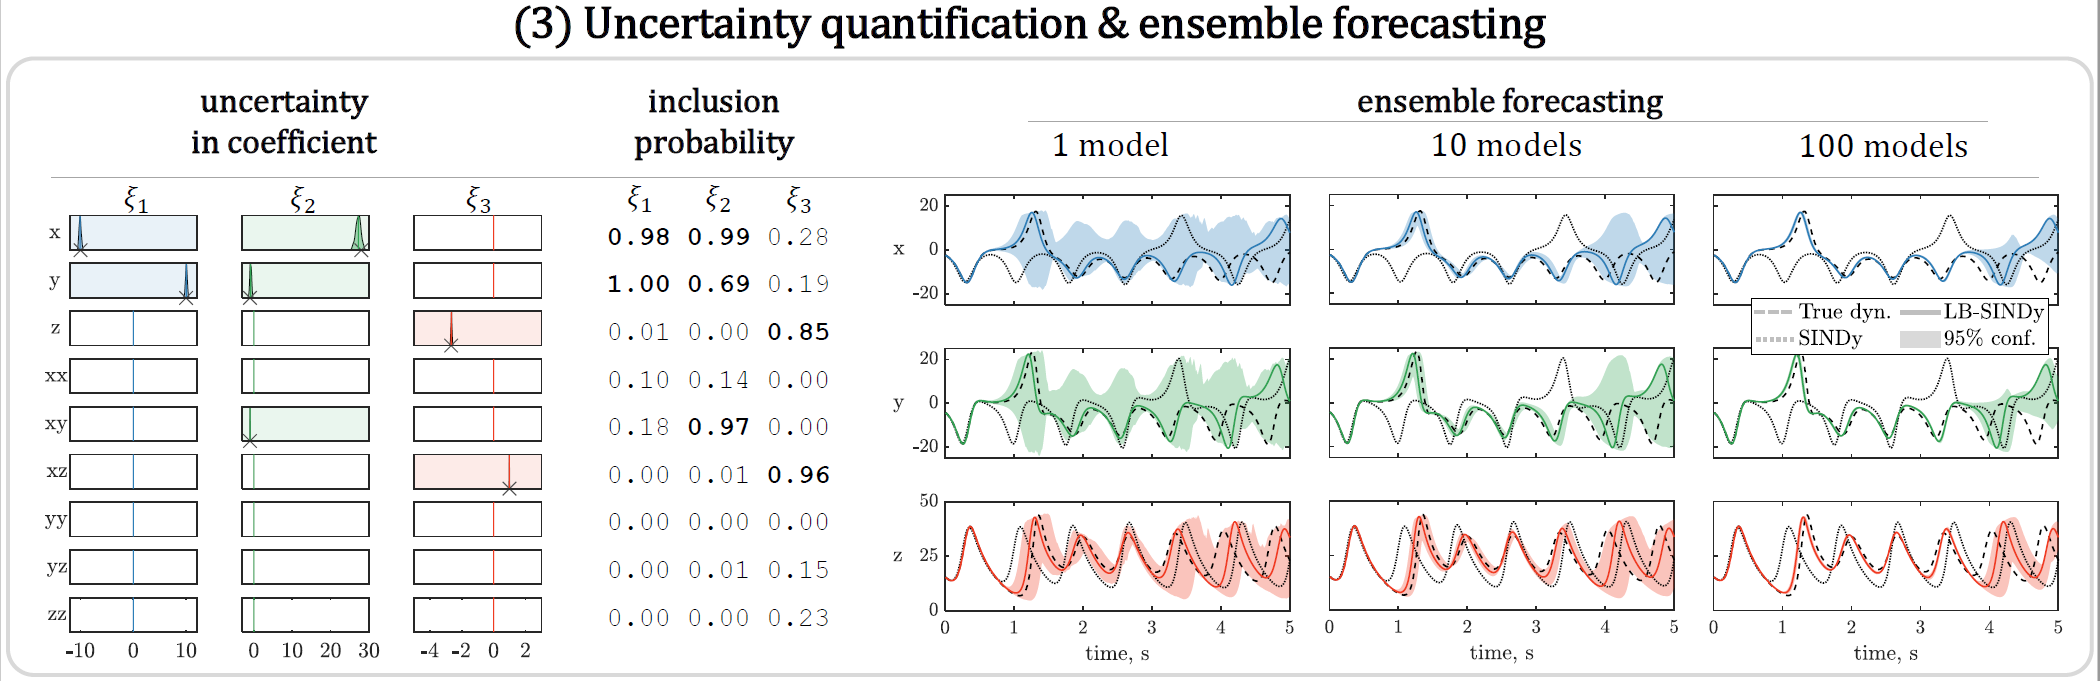 (3) Uncertainty quantification & ensemble forecasting
uncertainty
in coefficient
inclusion
probability
ensemble forecasting
1 model
10 models
100 models
ξ1 ξ2 ξ3
ξ1 ξ2 ξ3
x 0.98 0.99 0.28
y 1.00 0.69 0.19
z 0.01 0.00 0.85
xx 0.10 0.14 0.00
xy 0.18 0.97 0.00
xz 0.00 0.01 0.96
yy 0.00 0.00 0.00
yz 0.00 0.01 0.15
zz 0.00 0.00 0.23
-10 0 10
0 10 20 30
-4 -2 0 2
x
20
0
-20
y
20
0
-20
z
50
25
0
True dyn. LB-SINDy
SINDy 95% conf.
0 1 2 3 4 5
0 1 2 3 4 5
0 1 2 3 4 5
time, s
time, s
time, s